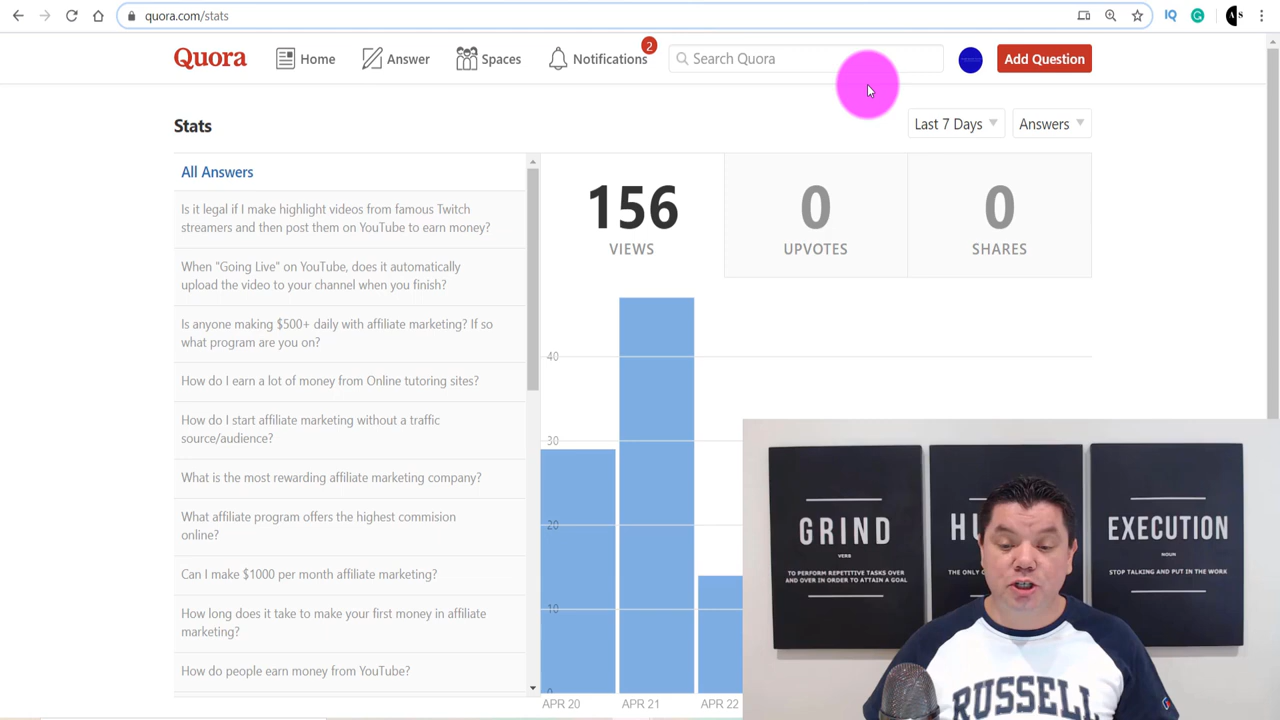 quora.com/stats
IQ
Quora
Home
Answer
Spaces
Notifications
2
Search Quora
Add Question
Stats
Last 7 Days
Answers
All Answers
Is it legal if I make highlight videos from famous Twitch
streamers and then post them on YouTube to earn money?
When "Going Live" on YouTube, does it automatically
upload the video to your channel when you finish?
Is anyone making $500+ daily with affiliate marketing? If so
what program are you on?
How do I earn a lot of money from Online tutoring sites?
How do I start affiliate marketing without a traffic
source/audience?
What is the most rewarding affiliate marketing company?
What affiliate program offers the highest commision
online?
Can I make $1000 per month affiliate marketing?
How long does it take to make your first money in affiliate
marketing?
How do people earn money from YouTube?
156
VIEWS
0
UPVOTES
0
SHARES
40
30
20
10
0
APR 20
APR 21
APR 22
GRIND
VERB
TO PERFORM REPETITIVE TASKS OVER
AND OVER IN ORDER TO ATTAIN A GOAL
THE ONLY
EXECUTION
NOUN
STOP TALKING AND PUT IN THE WORK
RUSSELL